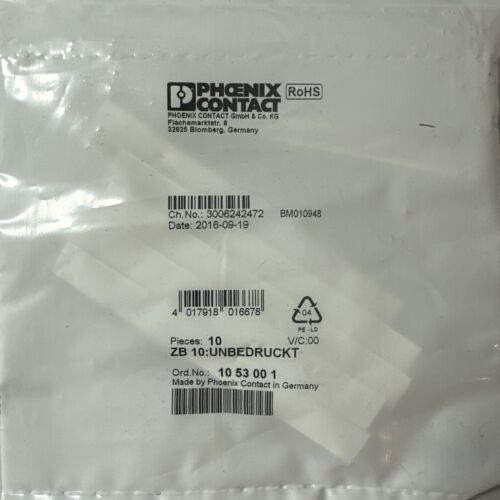 PHŒNIX
CONTACT
RoHS
PHOENIX CONTACT GmbH & Co. KG
Flachsmarktstr. 8
32825 Blomberg, Germany
Ch.No.: 3006242472 BM010948
Date: 2016-09-19
4 017918 016678
04
PE-LD
Pieces: 10 V/C:00
ZB 10:UNBEDRUCKT
Ord.No.: 10 53 00 1
Made by Phoenix Contact in Germany